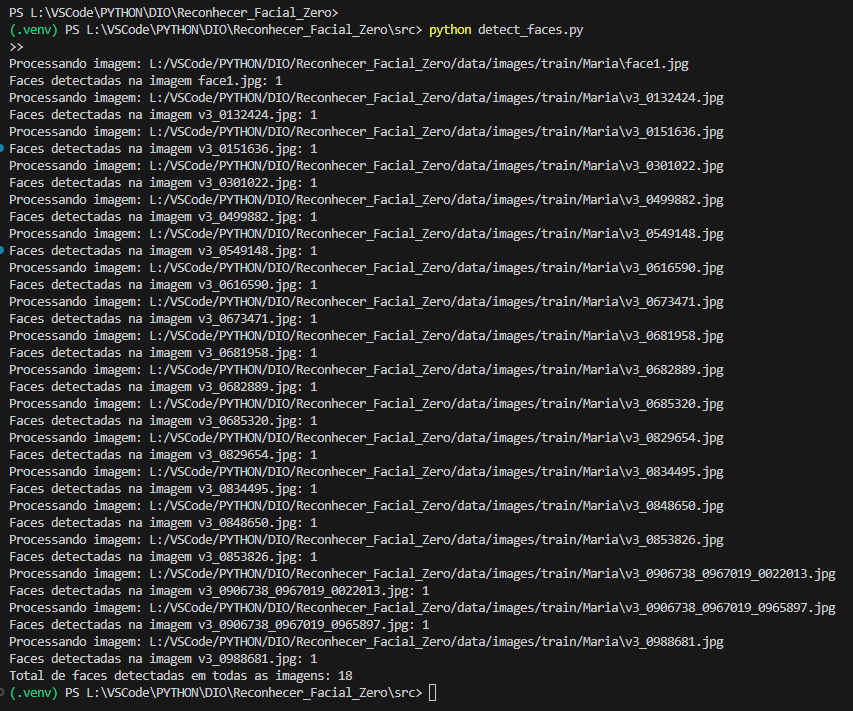 PS L:\VSCode\PYTHON\DIO\Reconhecer_Facial_Zero>
(.venv) PS L:\VSCode\PYTHON\DIO\Reconhecer_Facial_Zero\src> python detect_faces.py
>>
Processando imagem: L:/VSCode/PYTHON/DIO/Reconhecer_Facial_Zero/data/images/train/Maria\face1.jpg
Faces detectadas na imagem face1.jpg: 1
Processando imagem: L:/VSCode/PYTHON/DIO/Reconhecer_Facial_Zero/data/images/train/Maria\v3_0132424.jpg
Faces detectadas na imagem v3_0132424.jpg: 1
Processando imagem: L:/VSCode/PYTHON/DIO/Reconhecer_Facial_Zero/data/images/train/Maria\v3_0151636.jpg
Faces detectadas na imagem v3_0151636.jpg: 1
Processando imagem: L:/VSCode/PYTHON/DIO/Reconhecer_Facial_Zero/data/images/train/Maria\v3_0301022.jpg
Faces detectadas na imagem v3_0301022.jpg: 1
Processando imagem: L:/VSCode/PYTHON/DIO/Reconhecer_Facial_Zero/data/images/train/Maria\v3_0499882.jpg
Faces detectadas na imagem v3_0499882.jpg: 1
Processando imagem: L:/VSCode/PYTHON/DIO/Reconhecer_Facial_Zero/data/images/train/Maria\v3_0549148.jpg
Faces detectadas na imagem v3_0549148.jpg: 1
Processando imagem: L:/VSCode/PYTHON/DIO/Reconhecer_Facial_Zero/data/images/train/Maria\v3_0616590.jpg
Faces detectadas na imagem v3_0616590.jpg: 1
Processando imagem: L:/VSCode/PYTHON/DIO/Reconhecer_Facial_Zero/data/images/train/Maria\v3_0673471.jpg
Faces detectadas na imagem v3_0673471.jpg: 1
Processando imagem: L:/VSCode/PYTHON/DIO/Reconhecer_Facial_Zero/data/images/train/Maria\v3_0681958.jpg
Faces detectadas na imagem v3_0681958.jpg: 1
Processando imagem: L:/VSCode/PYTHON/DIO/Reconhecer_Facial_Zero/data/images/train/Maria\v3_0682889.jpg
Faces detectadas na imagem v3_0682889.jpg: 1
Processando imagem: L:/VSCode/PYTHON/DIO/Reconhecer_Facial_Zero/data/images/train/Maria\v3_0685320.jpg
Faces detectadas na imagem v3_0685320.jpg: 1
Processando imagem: L:/VSCode/PYTHON/DIO/Reconhecer_Facial_Zero/data/images/train/Maria\v3_0829654.jpg
Faces detectadas na imagem v3_0829654.jpg: 1
Processando imagem: L:/VSCode/PYTHON/DIO/Reconhecer_Facial_Zero/data/images/train/Maria\v3_0834495.jpg
Faces detectadas na imagem v3_0834495.jpg: 1
Processando imagem: L:/VSCode/PYTHON/DIO/Reconhecer_Facial_Zero/data/images/train/Maria\v3_0848650.jpg
Faces detectadas na imagem v3_0848650.jpg: 1
Processando imagem: L:/VSCode/PYTHON/DIO/Reconhecer_Facial_Zero/data/images/train/Maria\v3_0853826.jpg
Faces detectadas na imagem v3_0853826.jpg: 1
Processando imagem: L:/VSCode/PYTHON/DIO/Reconhecer_Facial_Zero/data/images/train/Maria\v3_0906738_0967019_0022013.jpg
Faces detectadas na imagem v3_0906738_0967019_0022013.jpg: 1
Processando imagem: L:/VSCode/PYTHON/DIO/Reconhecer_Facial_Zero/data/images/train/Maria\v3_0906738_0967019_0965897.jpg
Faces detectadas na imagem v3_0906738_0967019_0965897.jpg: 1
Processando imagem: L:/VSCode/PYTHON/DIO/Reconhecer_Facial_Zero/data/images/train/Maria\v3_0988681.jpg
Faces detectadas na imagem v3_0988681.jpg: 1
Total de faces detectadas em todas as imagens: 18
(.venv) PS L:\VSCode\PYTHON\DIO\Reconhecer_Facial_Zero\src>